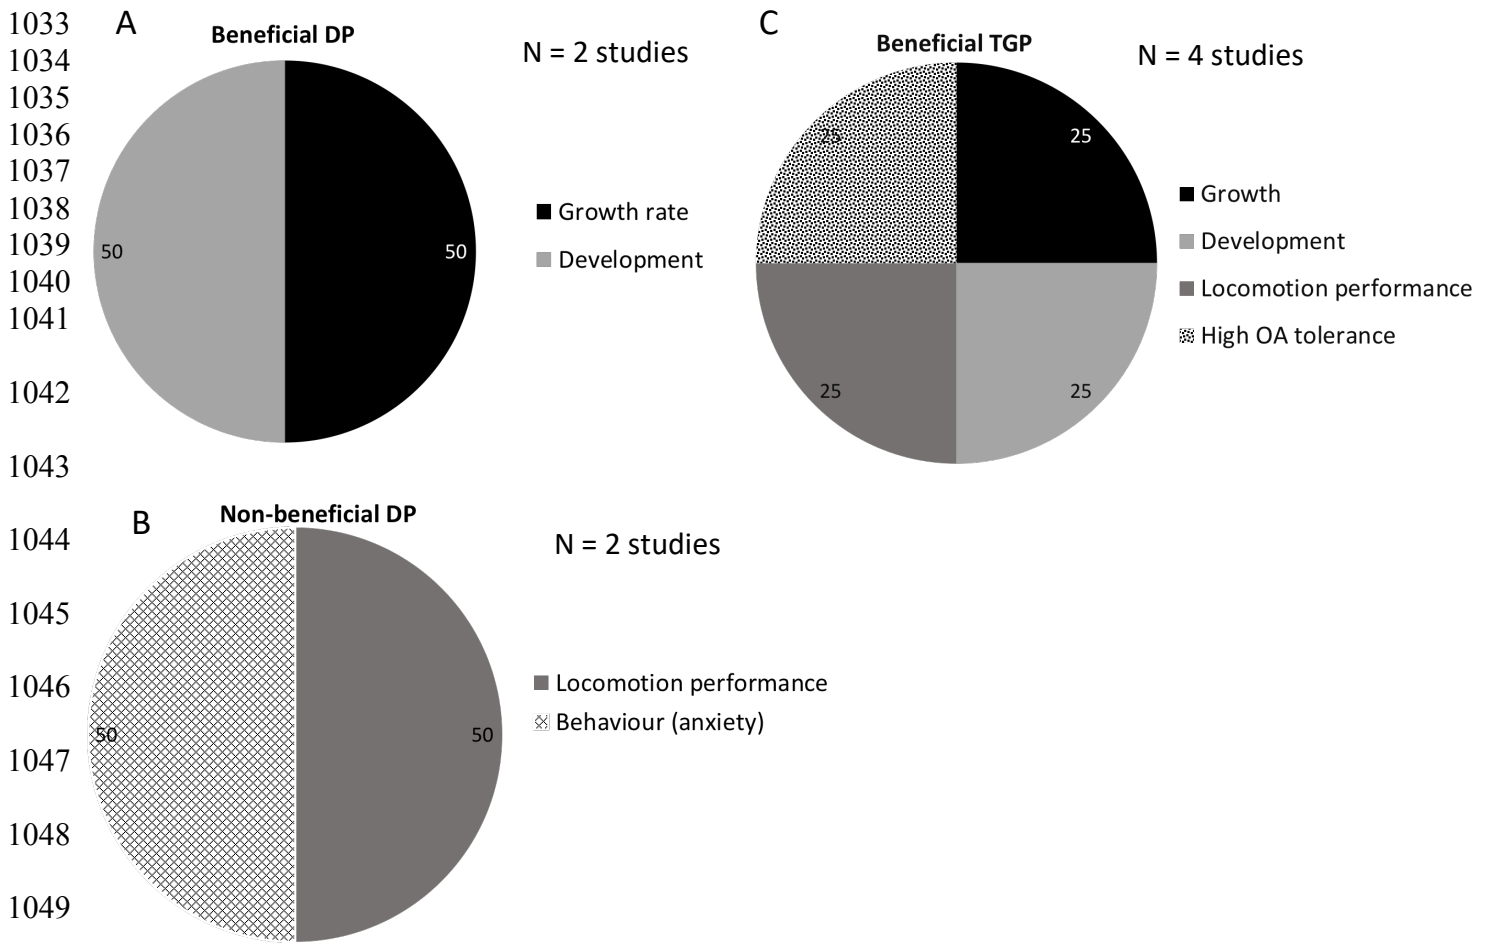 1033
1034
1035
1036
1037
1038
1039
1040
1041
1042
1043
1044
1045
1046
1047
1048
1049
A
Beneficial DP
N = 2 studies
50
50
Growth rate
Development
B
Non-beneficial DP
N = 2 studies
50
50
Locomotion performance
Behaviour (anxiety)
C
Beneficial TGP
N = 4 studies
25
25
25
25
Growth
Development
Locomotion performance
High OA tolerance